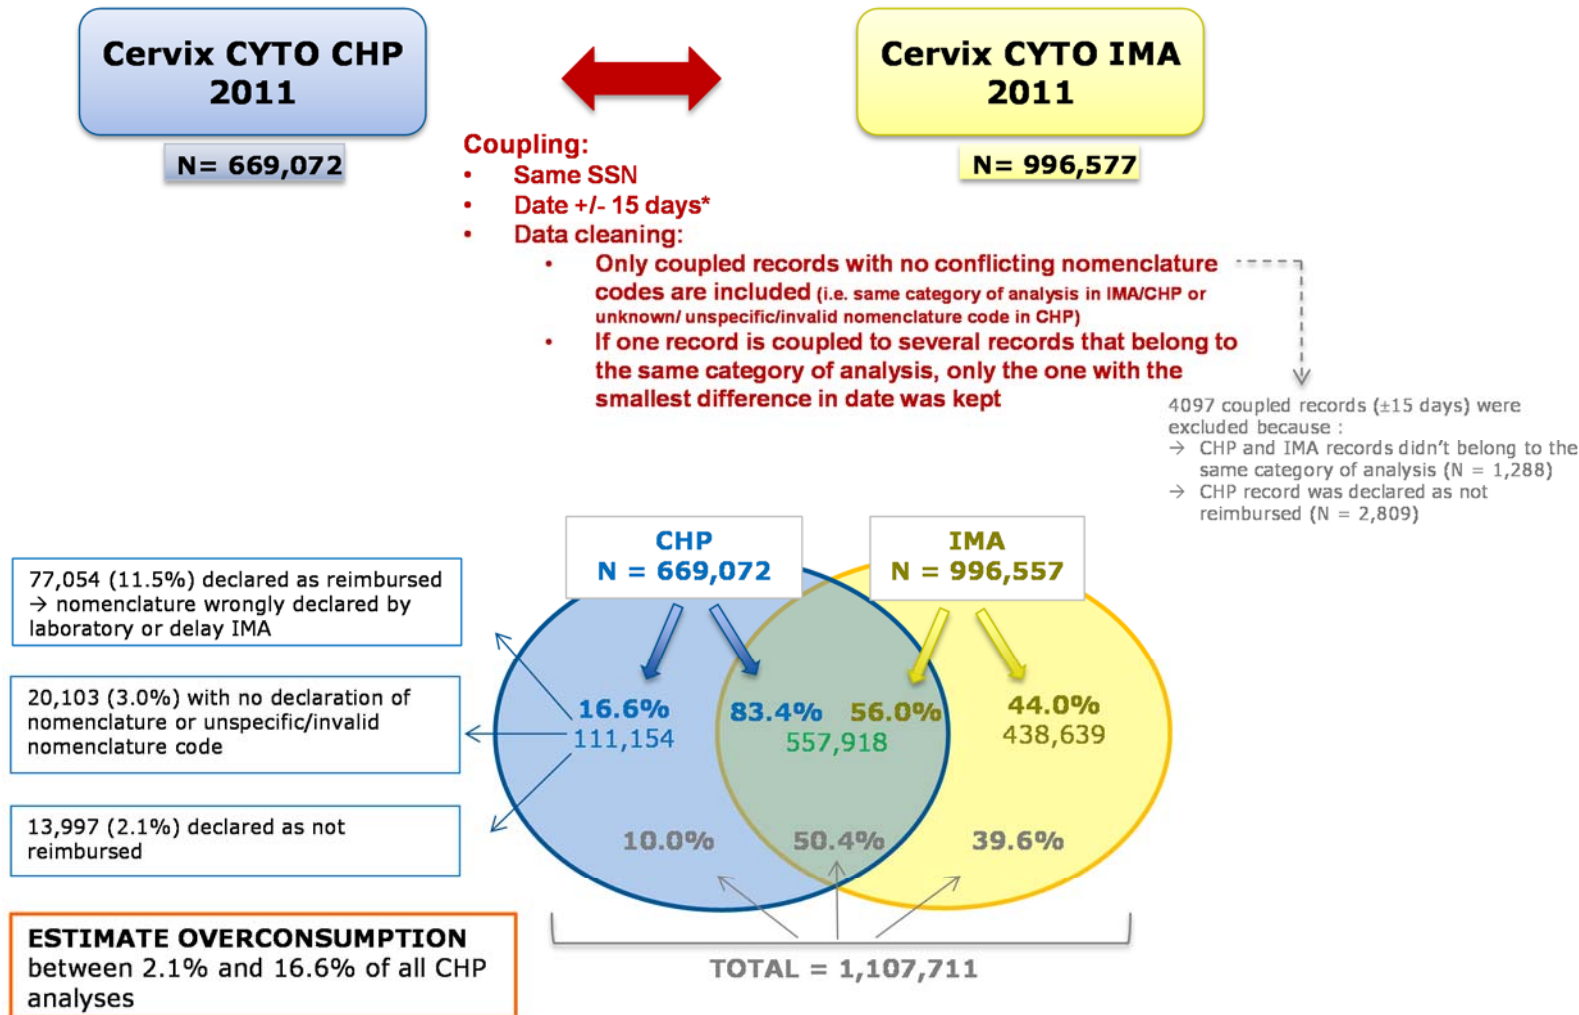 Cervix CYTO CHP
2011
N= 669,072
Cervix CYTO IMA
2011
N= 996,577
Coupling:
• Same SSN
• Date +/- 15 days*
• Data cleaning:
• Only coupled records with no conflicting nomenclature
codes are included (i.e. same category of analysis in IMA/CHP or
unknown/ unspecific/invalid nomenclature code in CHP)
• If one record is coupled to several records that belong to
the same category of analysis, only the one with the
smallest difference in date was kept
4097 coupled records (±15 days) were
excluded because :
→ CHP and IMA records didn't belong to the
same category of analysis (N = 1,288)
→ CHP record was declared as not
reimbursed (N = 2,809)
CHP
N = 669,072
IMA
N = 996,557
77,054 (11.5%) declared as reimbursed
→ nomenclature wrongly declared by
laboratory or delay IMA
20,103 (3.0%) with no declaration of
nomenclature or unspecific/invalid
nomenclature code
13,997 (2.1%) declared as not
reimbursed
16.6%
111,154
83.4% 56.0%
557,918
44.0%
438,639
10.0%
50.4%
39.6%
TOTAL = 1,107,711
ESTIMATE OVERCONSUMPTION
between 2.1% and 16.6% of all CHP
analyses